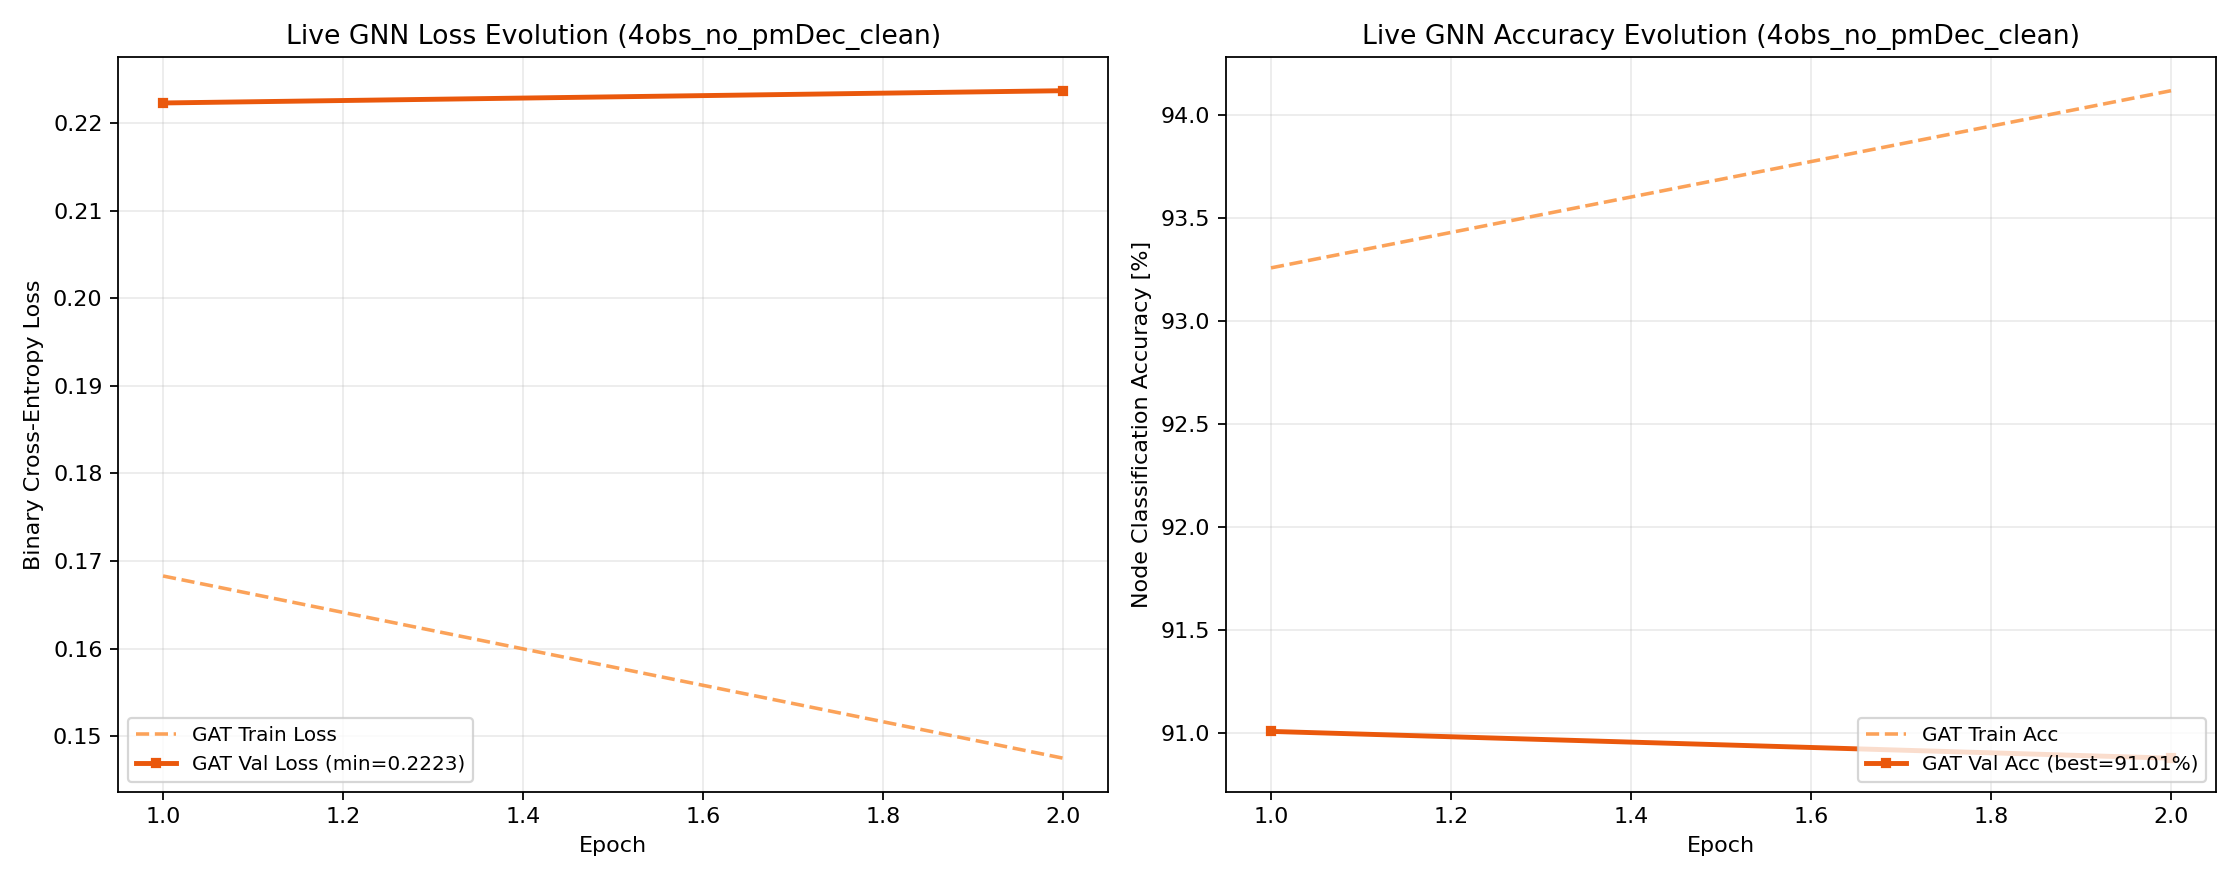 Live GNN Loss Evolution (4obs_no_pmDec_clean)
Binary Cross-Entropy Loss
0.22
0.21
0.20
0.19
0.18
0.17
0.16
0.15
GAT Train Loss
GAT Val Loss (min=0.2223)
1.0 1.2 1.4 1.6 1.8 2.0
Epoch
Live GNN Accuracy Evolution (4obs_no_pmDec_clean)
Node Classification Accuracy [%]
94.0
93.5
93.0
92.5
92.0
91.5
91.0
GAT Train Acc
GAT Val Acc (best=91.01%)
1.0 1.2 1.4 1.6 1.8 2.0
Epoch